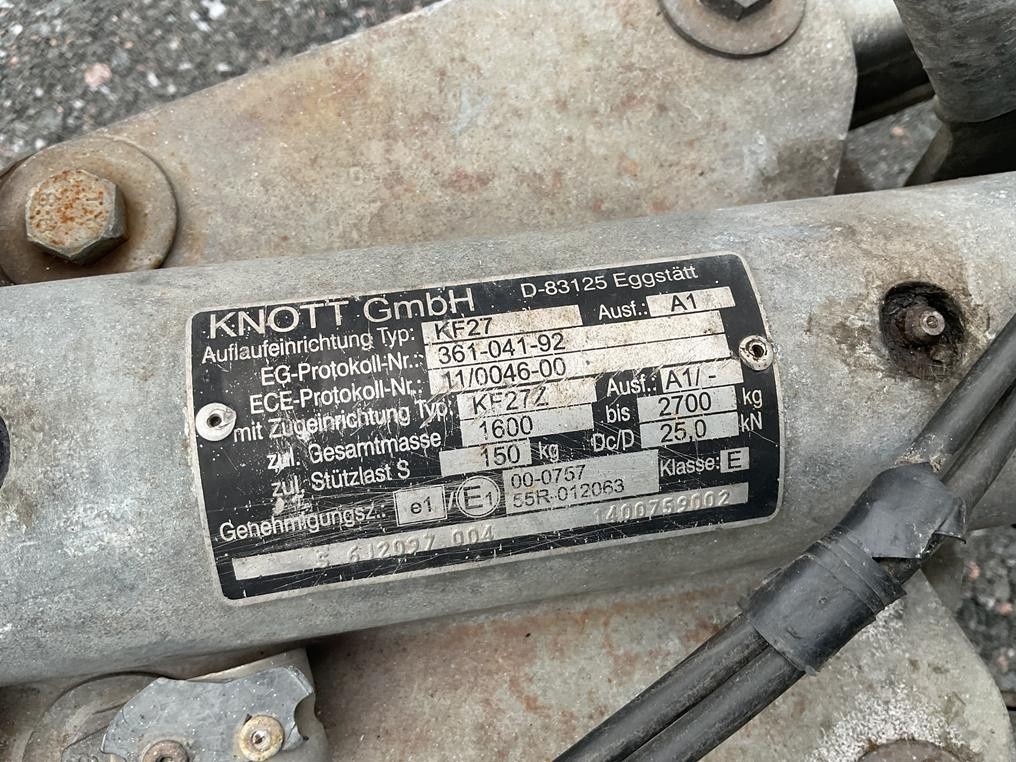 KNOTT GmbH D-83125 Eggstätt
Auflaufeinrichtung Typ: KF27 Ausf.: A1
EG-Protokoll-Nr.: 361-041-92
ECE-Protokoll-Nr.: 11/0046-00
mit Zugeinrichtung Typ: KF27Z Ausf.: A1/ -
zul. Gesamtmasse 1600 bis 2700 kg
zul. Stützlast S 150 kg Dc/D 25,0 kN
Genehmigungsz.: e1 / E1 00-0757 Klasse: E
55R-012063
6J2097 004 1400759002